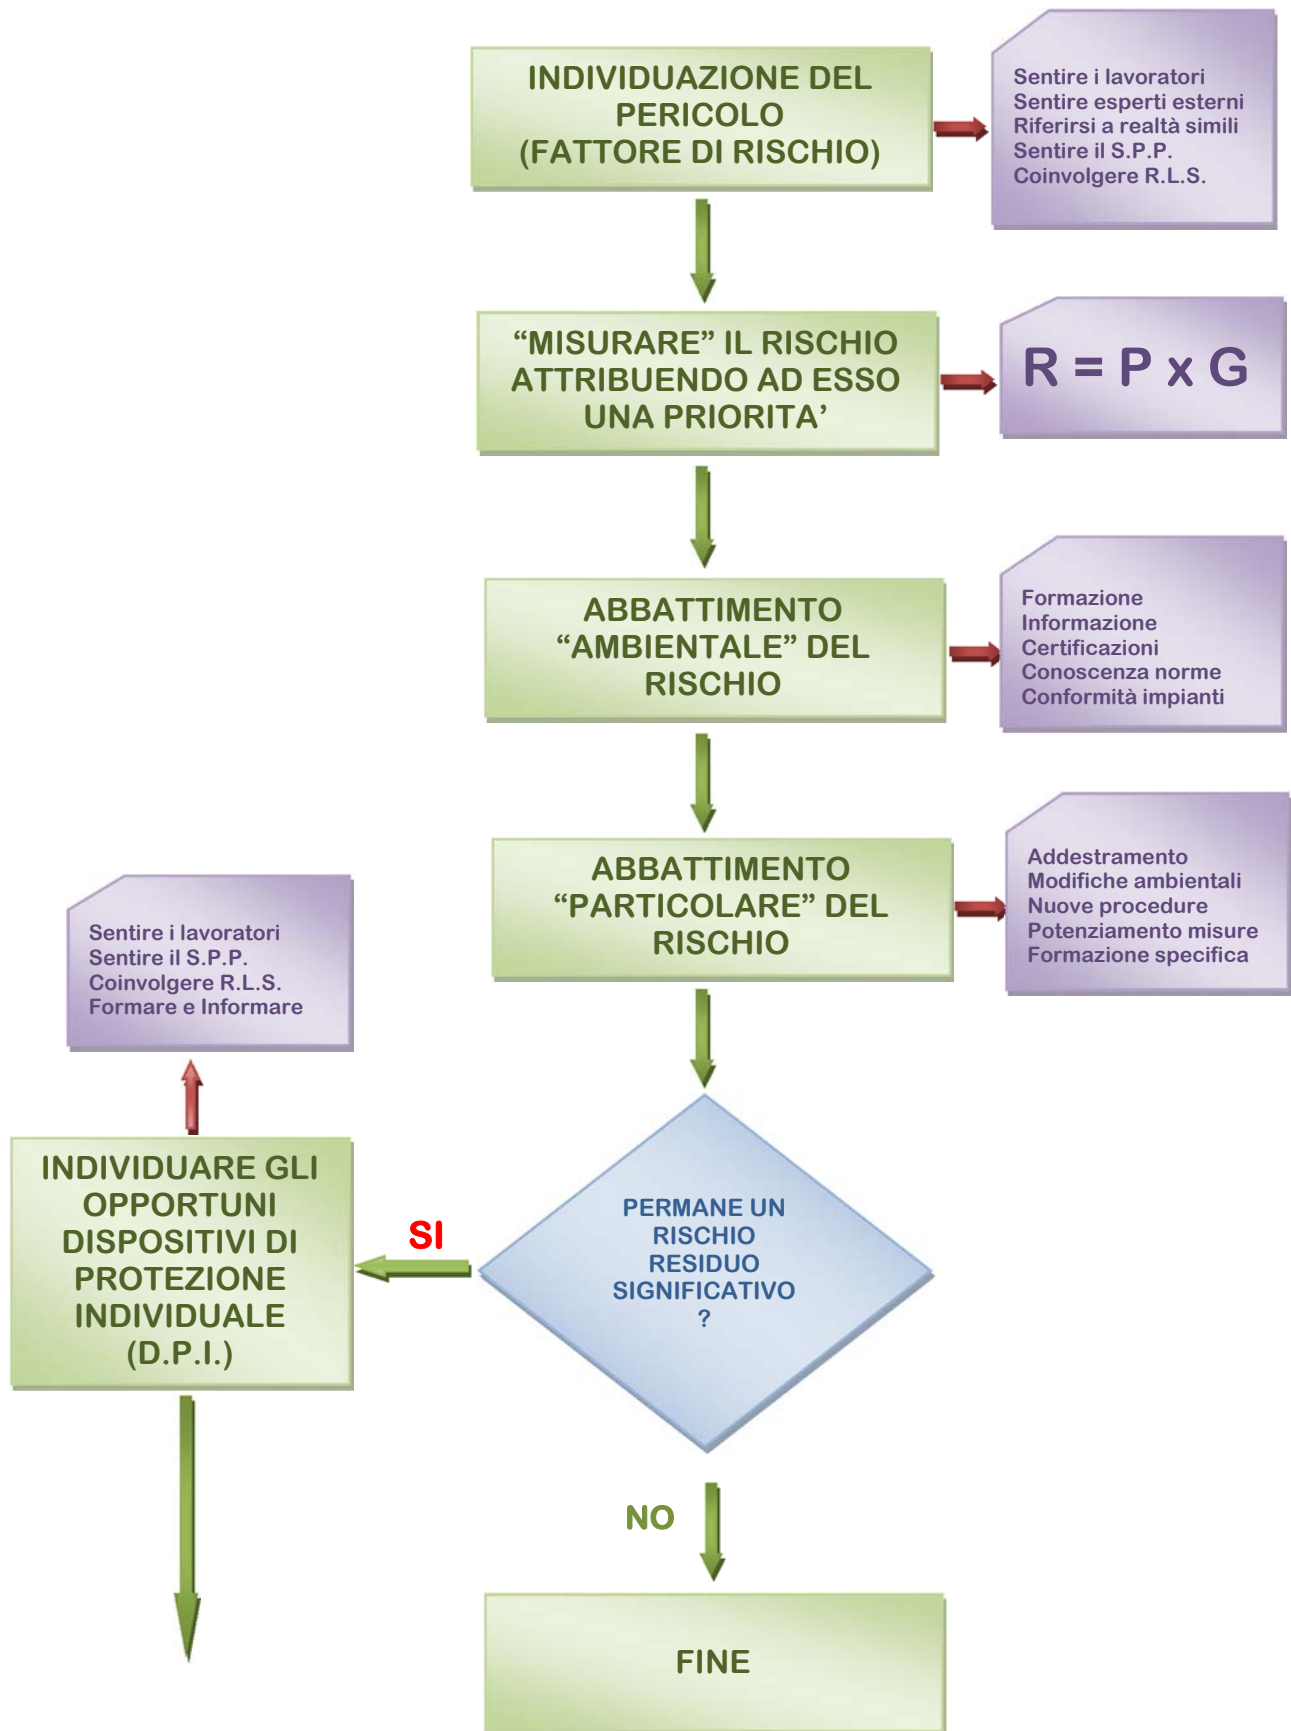 INDIVIDUAZIONE DEL
PERICOLO
(FATTORE DI RISCHIO)
Sentire i lavoratori
Sentire esperti esterni
Riferirsi a realtà simili
Sentire il S.P.P.
Coinvolgere R.L.S.
“MISURARE” IL RISCHIO
ATTRIBUENDO AD ESSO
UNA PRIORITA’
R = P x G
ABBATTIMENTO
“AMBIENTALE” DEL
RISCHIO
Formazione
Informazione
Certificazioni
Conoscenza norme
Conformità impianti
ABBATTIMENTO
“PARTICOLARE” DEL
RISCHIO
Addestramento
Modifiche ambientali
Nuove procedure
Potenziamento misure
Formazione specifica
Sentire i lavoratori
Sentire il S.P.P.
Coinvolgere R.L.S.
Formare e Informare
INDIVIDUARE GLI
OPPORTUNI
DISPOSITIVI DI
PROTEZIONE
INDIVIDUALE
(D.P.I.)
SI
PERMANE UN
RISCHIO
RESIDUO
SIGNIFICATIVO
?
NO
FINE